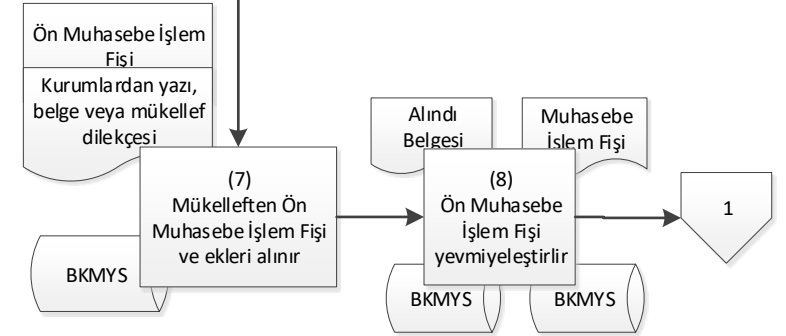 Ön Muhasebe İşlem
Fişi
Kurumlardan yazı,
belge veya mükellef
dilekçesi
(7)
Mükelleften Ön
Muhasebe İşlem Fişi
ve ekleri alınır
BKMYS
Alındı
Belgesi
Muhasebe
İşlem Fişi
(8)
Ön Muhasebe
İşlem Fişi
yevmiyeleştirlir
BKMYS
BKMYS
1